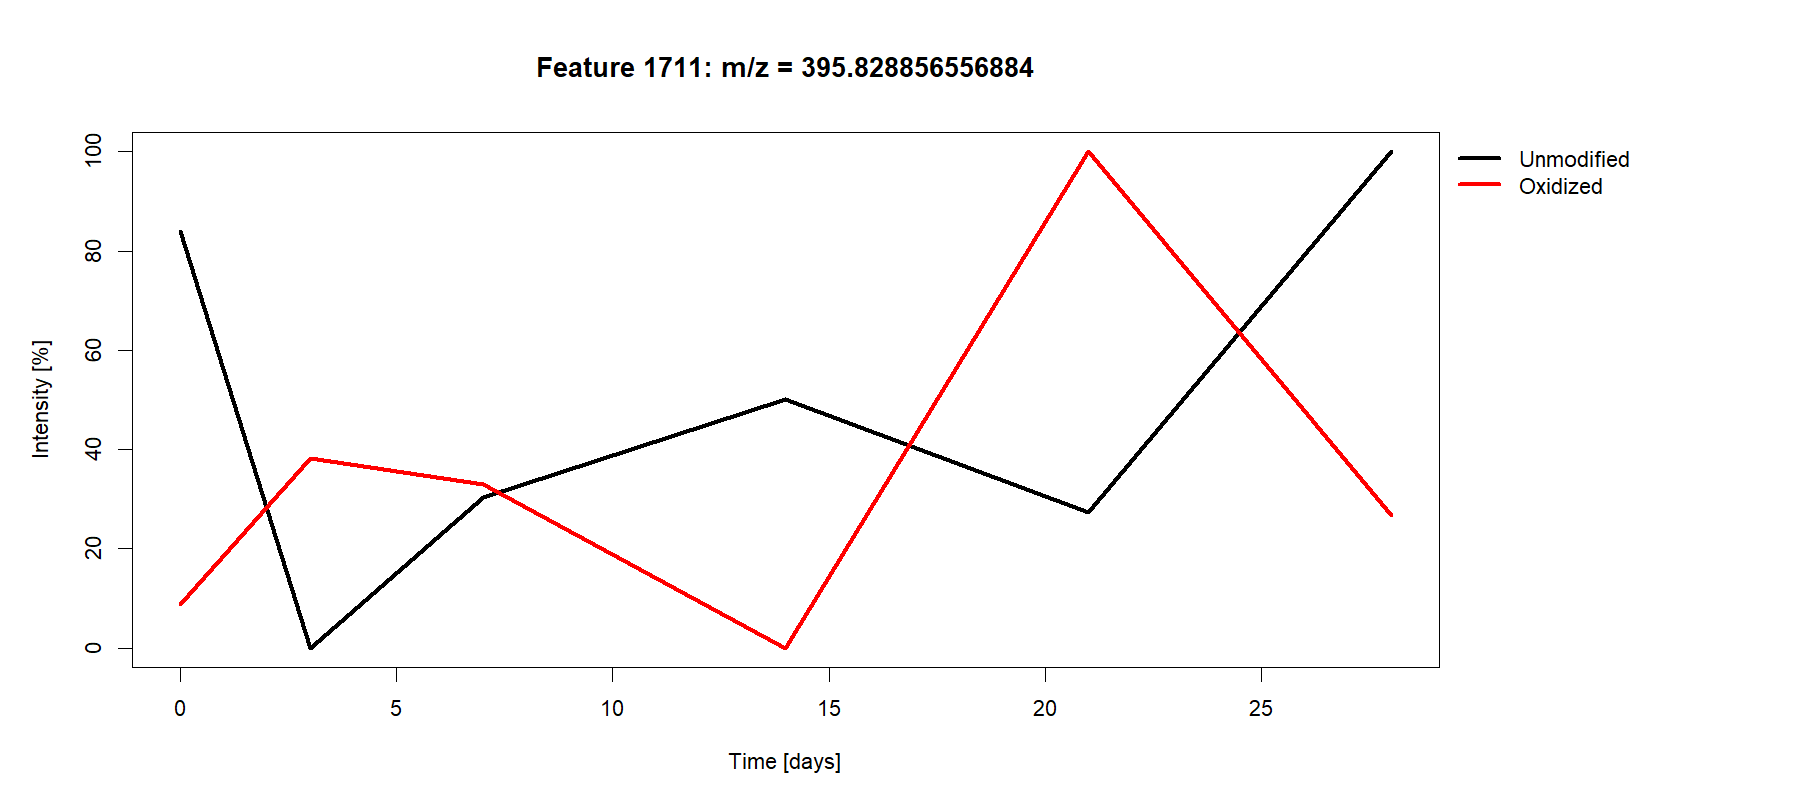 Feature 1711: m/z = 395.828856556884
Unmodified
Oxidized
Intensity [%]
100
80
60
40
20
0
0 5 10 15 20 25
Time [days]